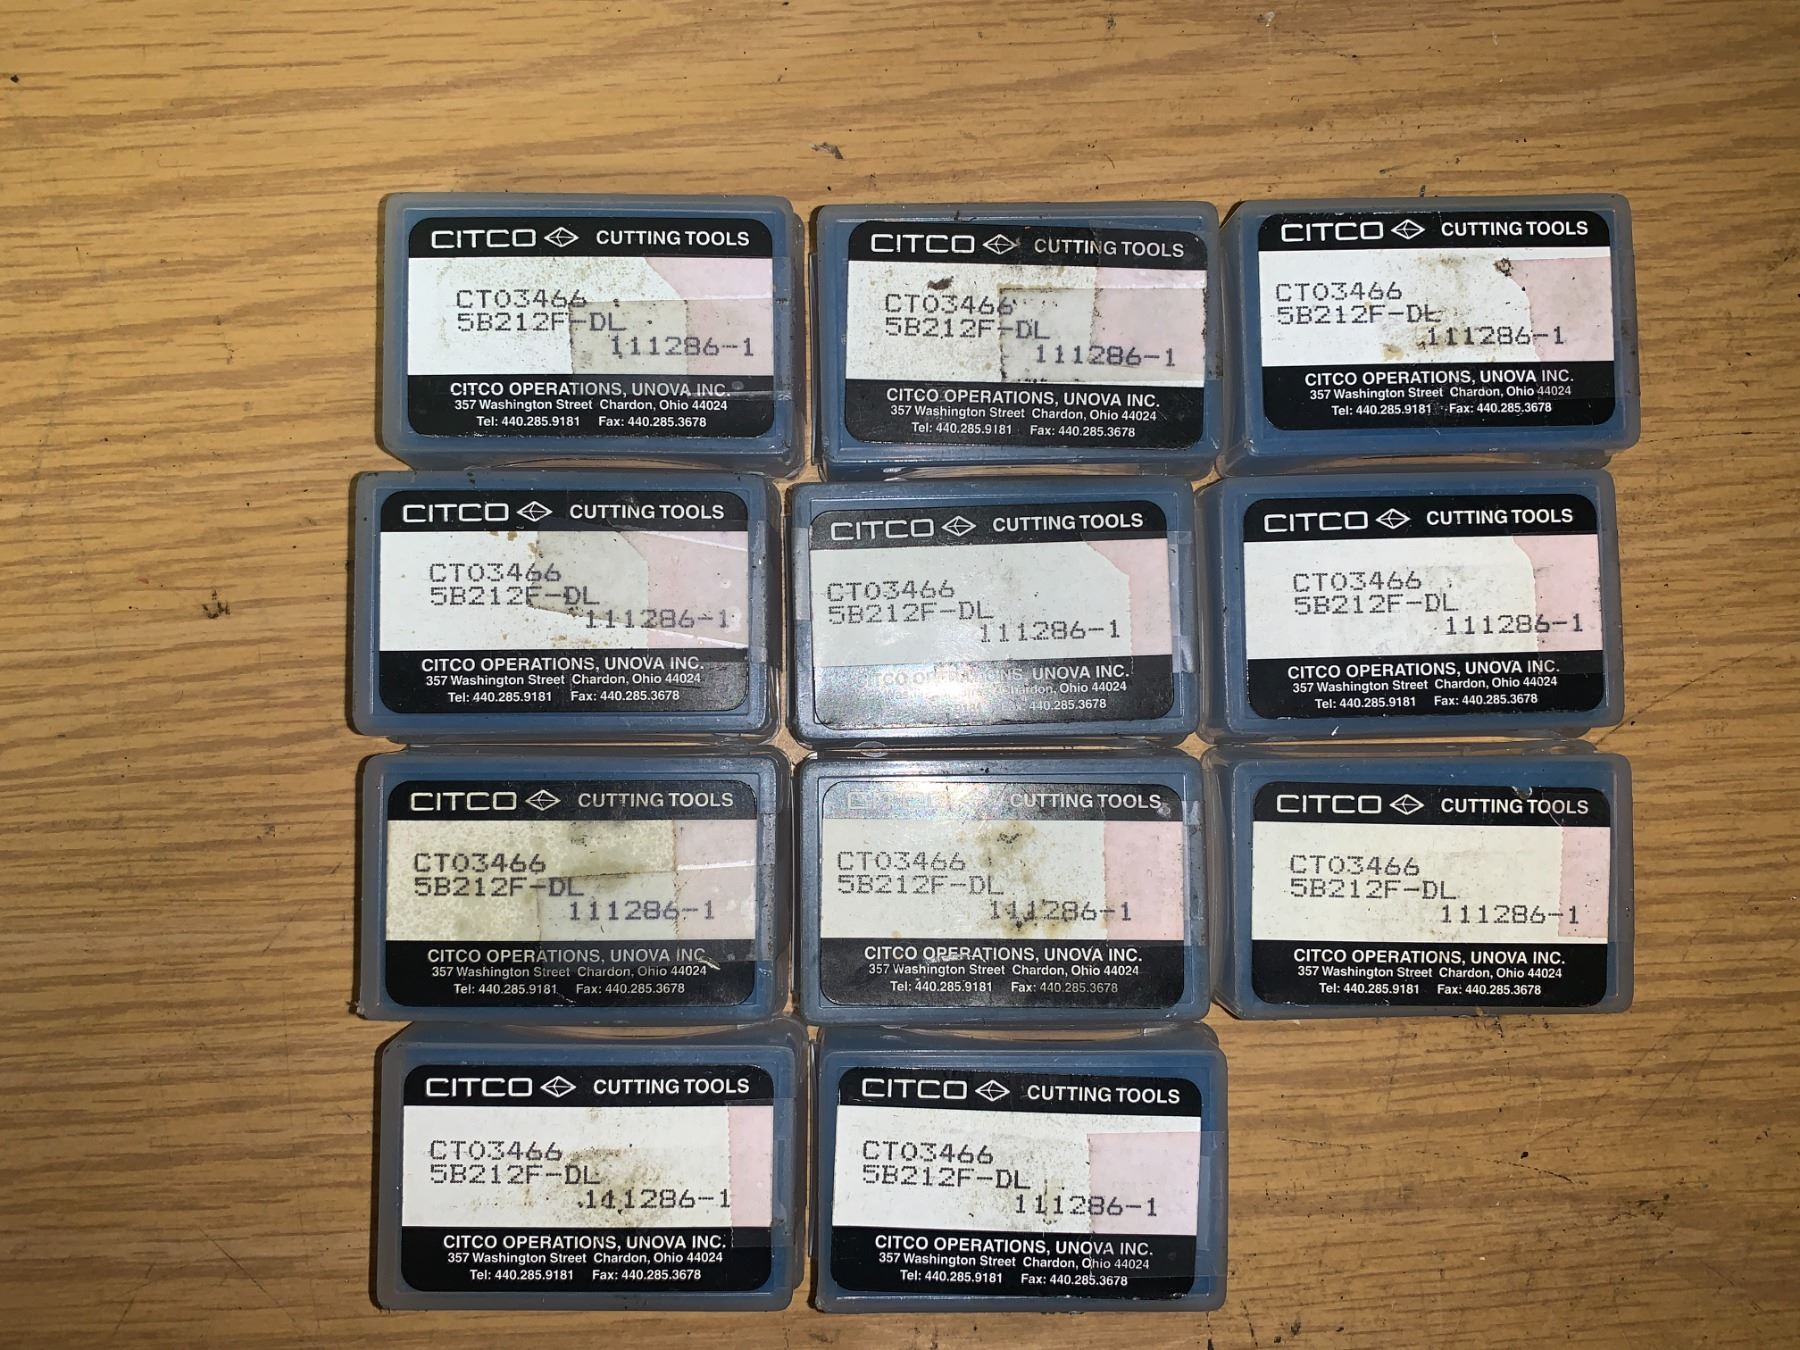 CITCO CUTTING TOOLS
CT03466
5B212F-DL
111286-1
CITCO OPERATIONS, UNOVA INC.
357 Washington Street Chardon, Ohio 44024
Tel: 440.285.9181 Fax: 440.285.3678
CITCO CUTTING TOOLS
CT03466
5B212F-DL
111286-1
CITCO OPERATIONS, UNOVA INC.
357 Washington Street Chardon, Ohio 44024
Tel: 440.285.9181 Fax: 440.285.3678
CITCO CUTTING TOOLS
CT03466
5B212F-DL
111286-1
CITCO OPERATIONS, UNOVA INC.
357 Washington Street Chardon, Ohio 44024
Tel: 440.285.9181 Fax: 440.285.3678
CITCO CUTTING TOOLS
CT03466
5B212F-DL
111286-1
CITCO OPERATIONS, UNOVA INC.
357 Washington Street Chardon, Ohio 44024
Tel: 440.285.9181 Fax: 440.285.3678
CITCO CUTTING TOOLS
CT03466
5B212F-DL
111286-1
CITCO OPERATIONS, UNOVA INC.
Chardon, Ohio 44024
440.285.3678
CITCO CUTTING TOOLS
CT03466
5B212F-DL
111286-1
CITCO OPERATIONS, UNOVA INC.
357 Washington Street Chardon, Ohio 44024
Tel: 440.285.9181 Fax: 440.285.3678
CITCO CUTTING TOOLS
CT03466
5B212F-DL
111286-1
CITCO OPERATIONS, UNOVA INC.
357 Washington Street Chardon, Ohio 44024
Tel: 440.285.9181 Fax: 440.285.3678
CITCO CUTTING TOOLS
CT03466
5B212F-DL
111286-1
CITCO OPERATIONS, UNOVA INC.
357 Washington Street Chardon, Ohio 44024
Tel: 440.285.9181 Fax: 440.285.3678
CITCO CUTTING TOOLS
CT03466
5B212F-DL
111286-1
CITCO OPERATIONS, UNOVA INC.
357 Washington Street Chardon, Ohio 44024
Tel: 440.285.9181 Fax: 440.285.3678
CITCO CUTTING TOOLS
CT03466
5B212F-DL
111286-1
CITCO OPERATIONS, UNOVA INC.
357 Washington Street Chardon, Ohio 44024
Tel: 440.285.9181 Fax: 440.285.3678
CITCO CUTTING TOOLS
CT03466
5B212F-DL
111286-1
CITCO OPERATIONS, UNOVA INC.
357 Washington Street Chardon, Ohio 44024
Tel: 440.285.9181 Fax: 440.285.3678